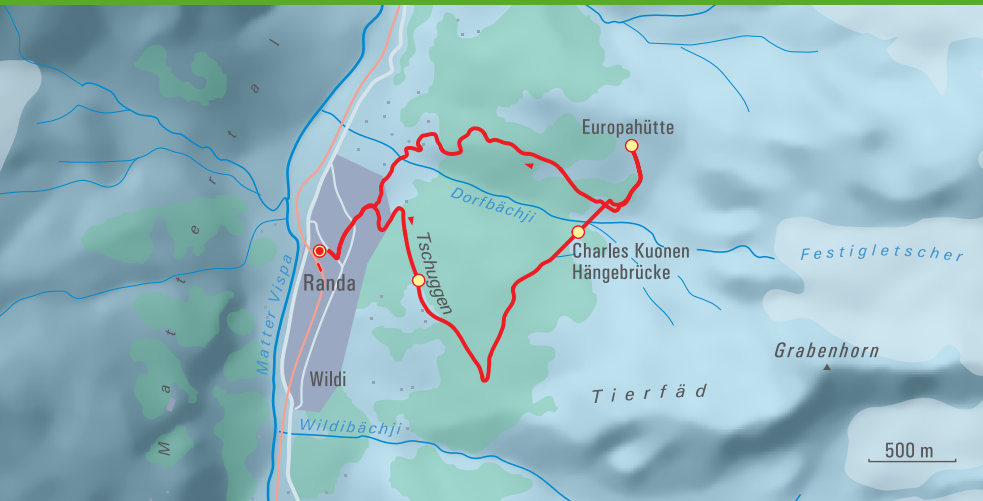 Europahütte
Dorfbächji
Charles Kuonen
Hängebrücke
Festigletscher
Tschuggen
Randa
Matter Vispa
Mattertal
Grabenhorn
Wildi
Tierfäd
Wildibächji
500 m